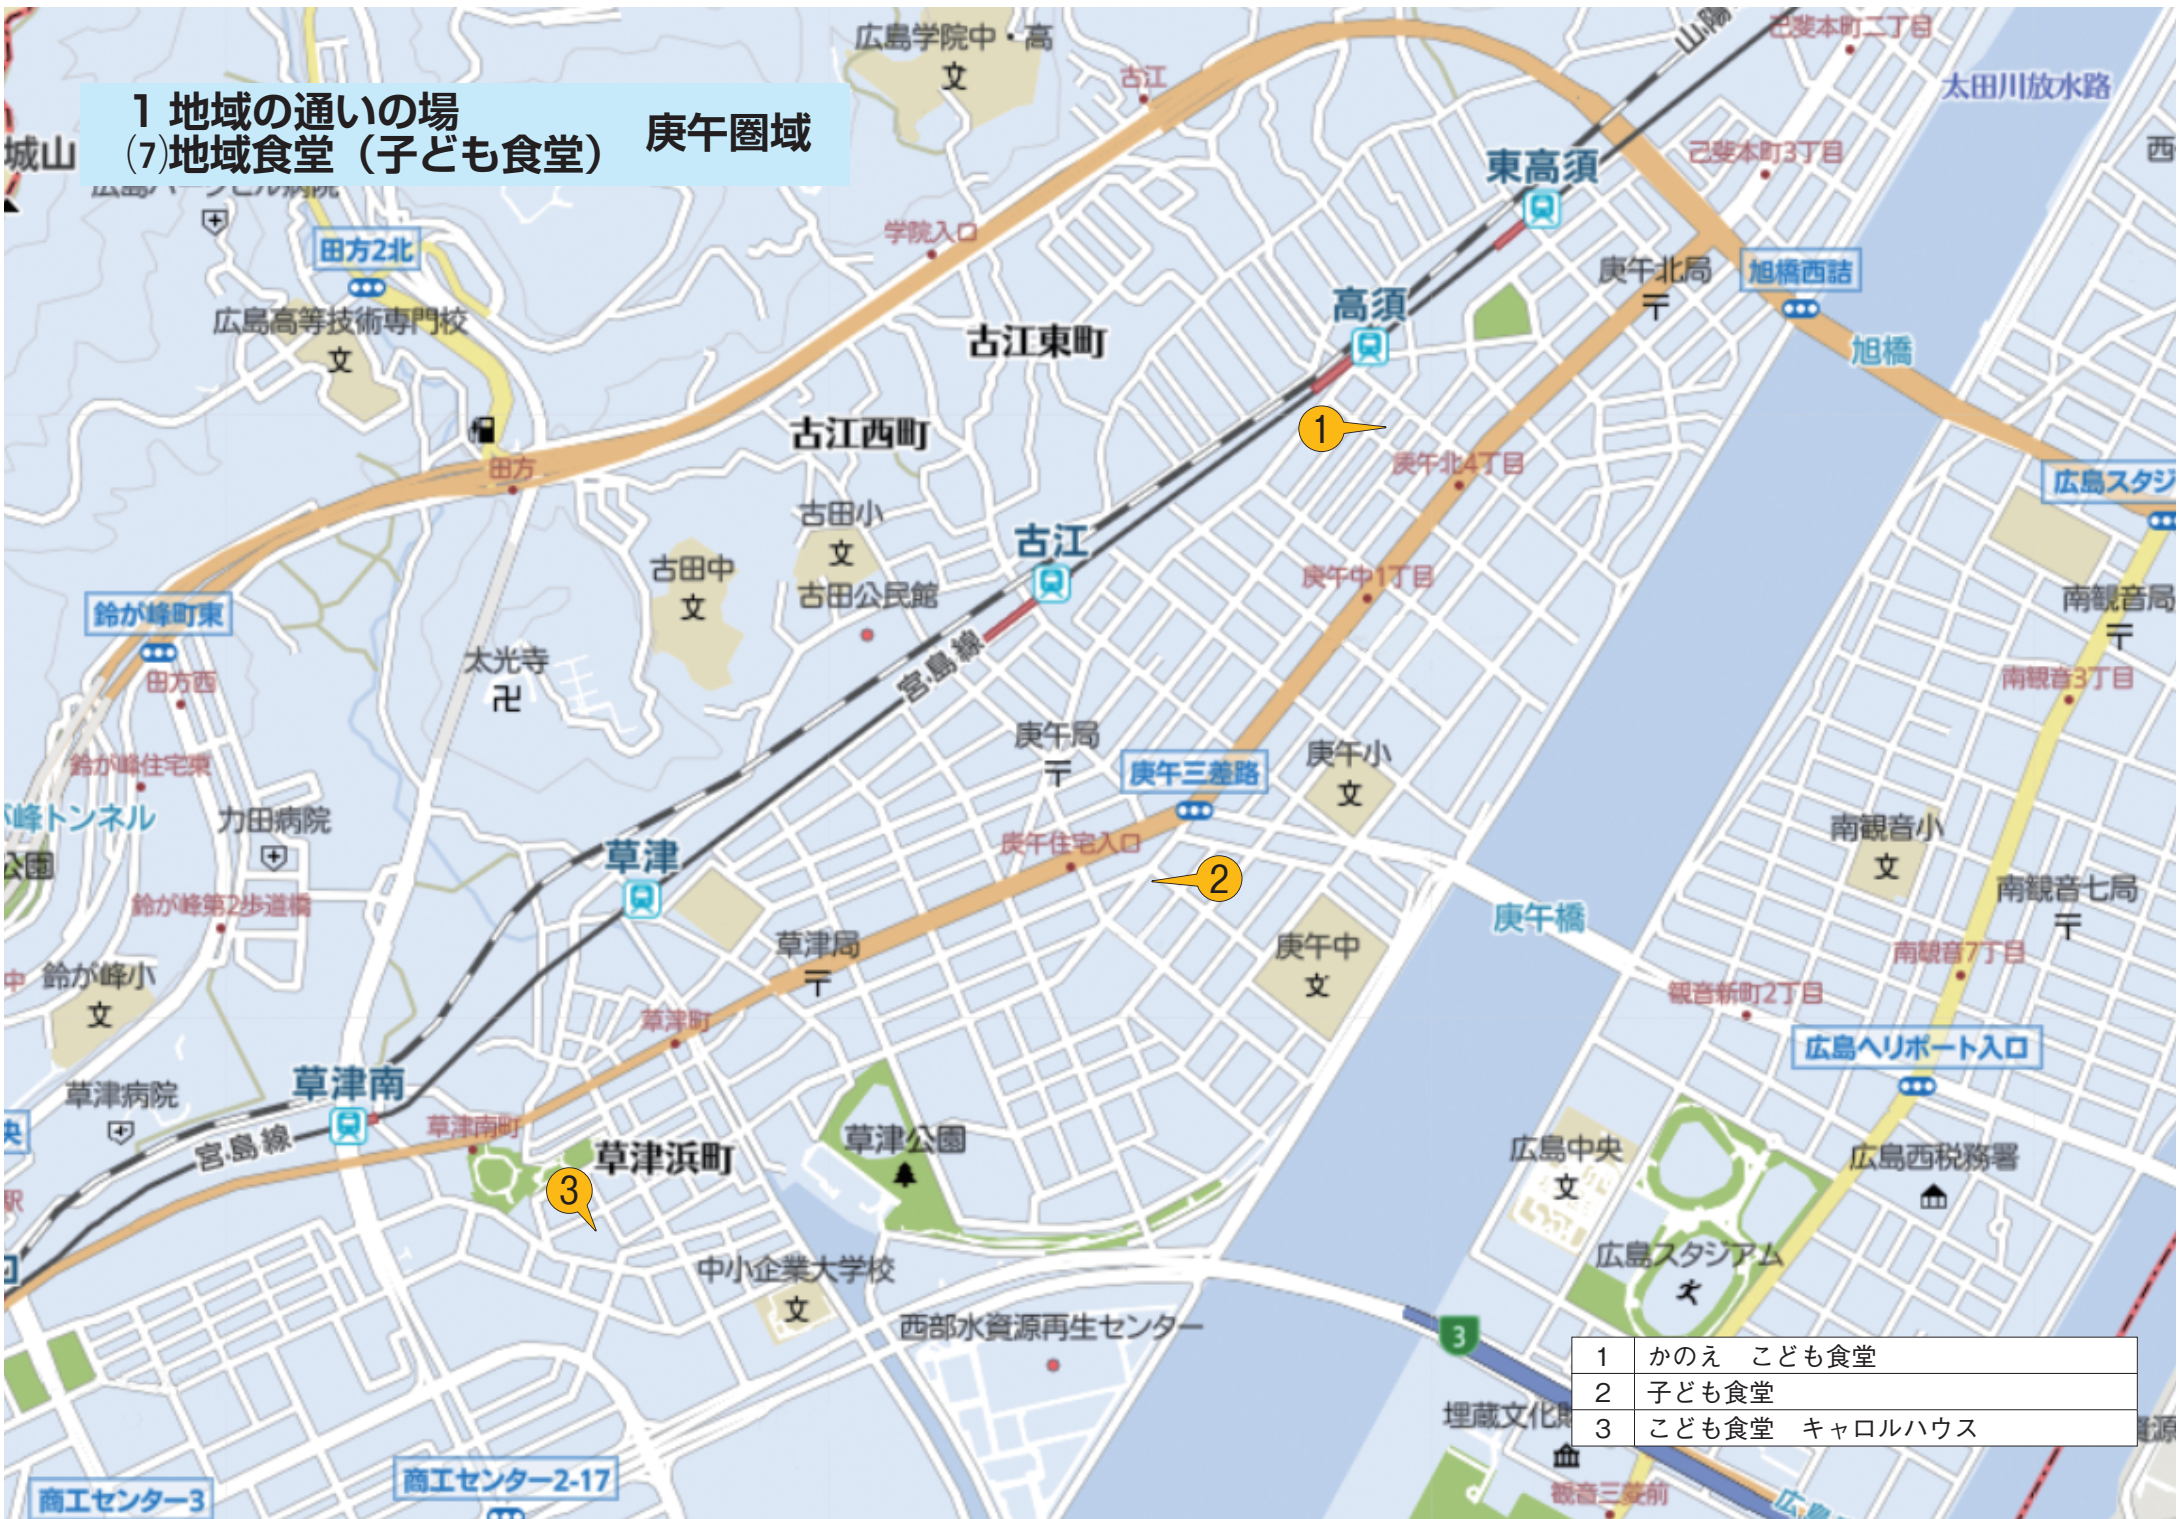 1 地域の通いの場
⑺地域食堂（子ども食堂）
庚午圏域
広島学院中・高
古江
山陽
己斐本町二丁目
太田川放水路
城山
己斐本町3丁目
東高須
西
田方2北
学院入口
庚午北局
旭橋西詰
高須
広島高等技術専門校
古江東町
旭橋
1
古江西町
庚午北4丁目
田方
広島スタジ
古田小
古江
古田中
庚午中1丁目
古田公民館
鈴が峰町東
南観音局
宮島線
太光寺
田方西
南観音3丁目
庚午局
庚午小
鈴が峰住宅東
庚午三差路
峰トンネル
力田病院
南観音小
庚午住宅入口
草津
公園
2
南観音七局
鈴が峰第2歩道橋
庚午橋
草津局
庚午中
南観音7丁目
中
鈴が峰小
観音新町2丁目
草津町
広島ヘリポート入口
草津南
草津病院
央
草津南町
宮島線
草津浜町
草津公園
広島中央
広島西税務署
駅
3
広島スタジアム
中小企業大学校
西部水資源再生センター
3
1 かのえ　こども食堂
2 子ども食堂
3 こども食堂　キャロルハウス
埋蔵文化財
資源
商工センター2-17
商工センター3
観音三菱前
広島